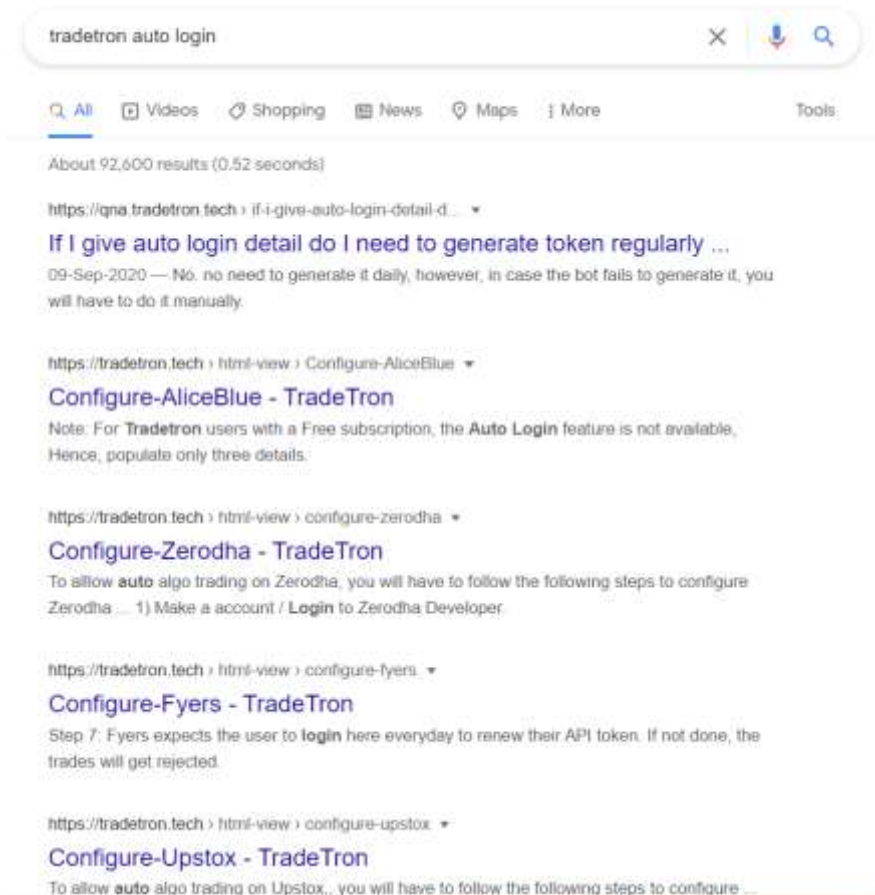 tradetron auto login
All Videos Shopping News Maps More Tools
About 92,600 results (0.52 seconds)
https://qna.tradetron.tech › if-i-give-auto-login-detail-d...
If I give auto login detail do I need to generate token regularly ...
09-Sep-2020 — No. no need to generate it daily, however, in case the bot fails to generate it, you
will have to do it manually.
https://tradetron.tech › html-view › Configure-AliceBlue
Configure-AliceBlue - TradeTron
Note: For Tradetron users with a Free subscription, the Auto Login feature is not available,
Hence, populate only three details.
https://tradetron.tech › html-view › configure-zerodha
Configure-Zerodha - TradeTron
To alllow auto algo trading on Zerodha, you will have to follow the following steps to configure
Zerodha ... 1) Make a account / Login to Zerodha Developer
https://tradetron.tech › html-view › configure-fyers
Configure-Fyers - TradeTron
Step 7: Fyers expects the user to login here everyday to renew their API token. If not done, the
trades will get rejected.
https://tradetron.tech › html-view › configure-upstox
Configure-Upstox - TradeTron
To allow auto algo trading on Upstox,, you will have to follow the following steps to configure ...